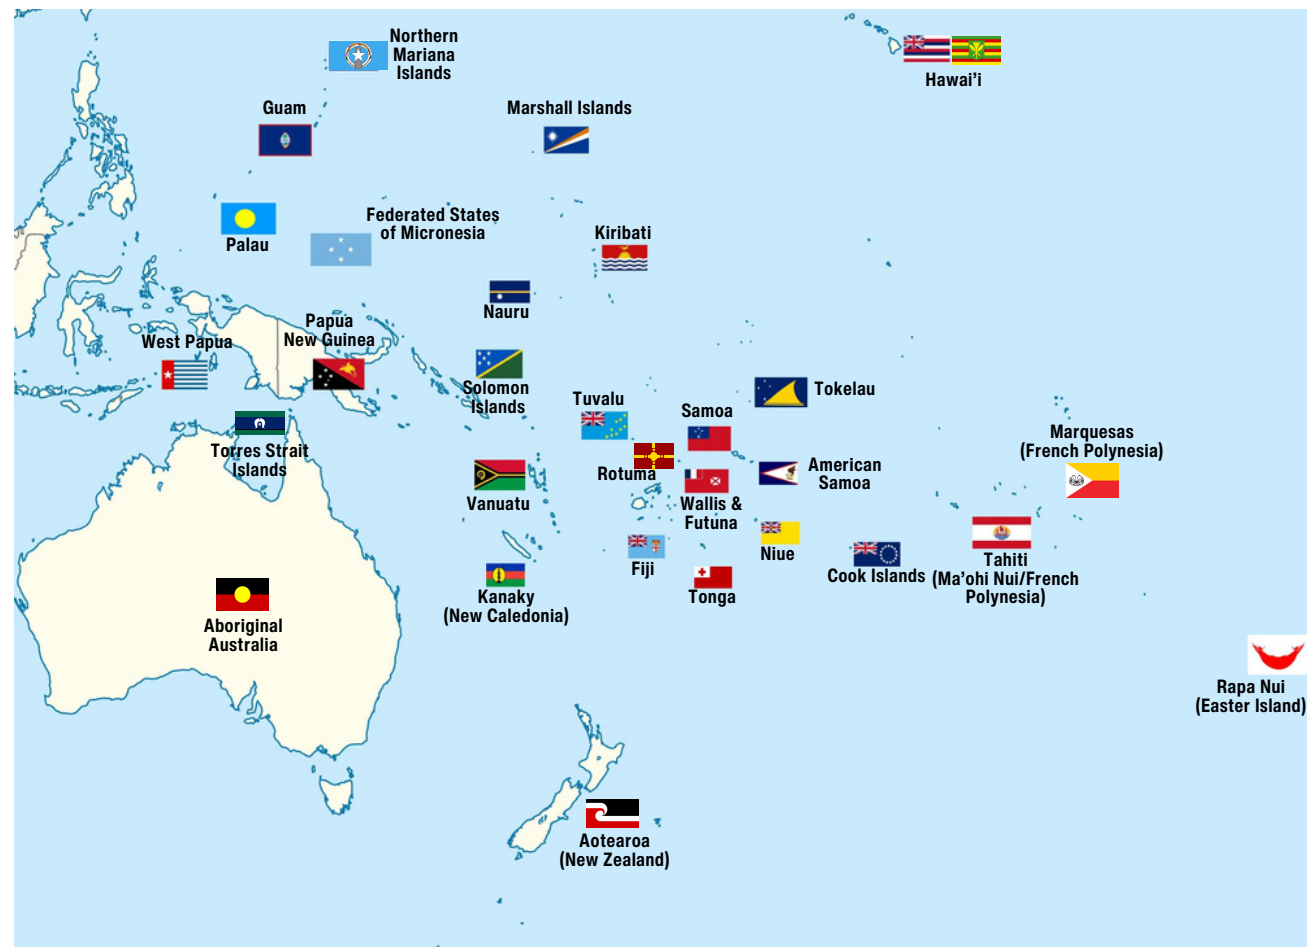 Northern
Mariana
Islands
Hawai’i
Guam
Marshall Islands
Federated States
of Micronesia
Palau
Kiribati
Nauru
Papua
New Guinea
West Papua
Solomon
Islands
Tokelau
Tuvalu
Samoa
Torres Strait
Islands
Marquesas
(French Polynesia)
Rotuma
American
Samoa
Vanuatu
Wallis &
Futuna
Niue
Fiji
Cook Islands
Tahiti
(Ma’ohi Nui/French
Polynesia)
Kanaky
(New Caledonia)
Tonga
Aboriginal
Australia
Rapa Nui
(Easter Island)
Aotearoa
(New Zealand)